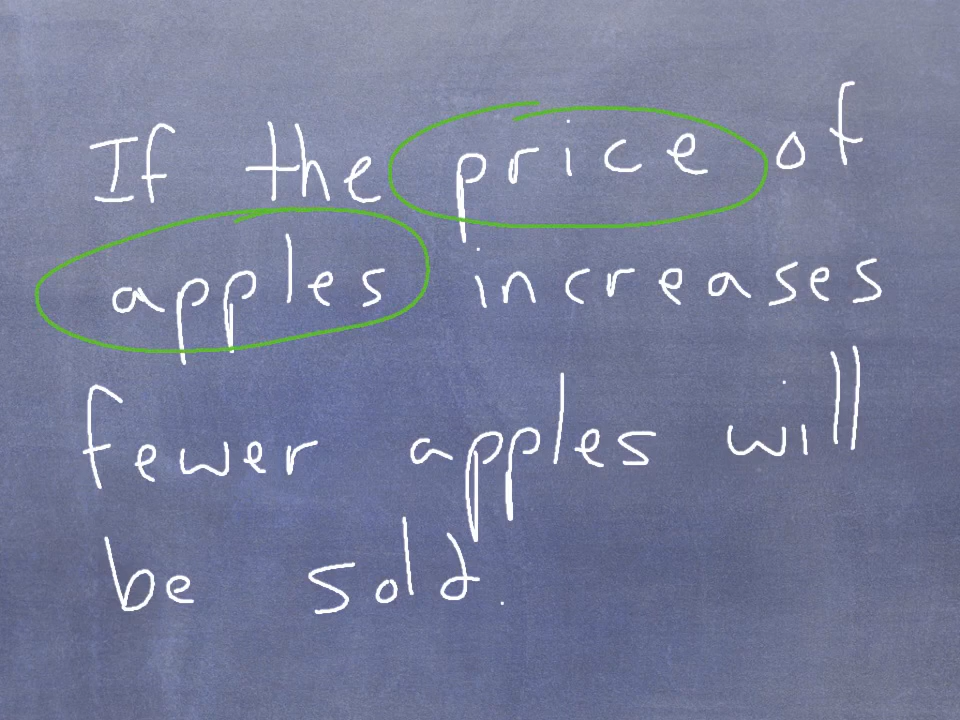 If the price of
apples increases
fewer apples will
be sold.